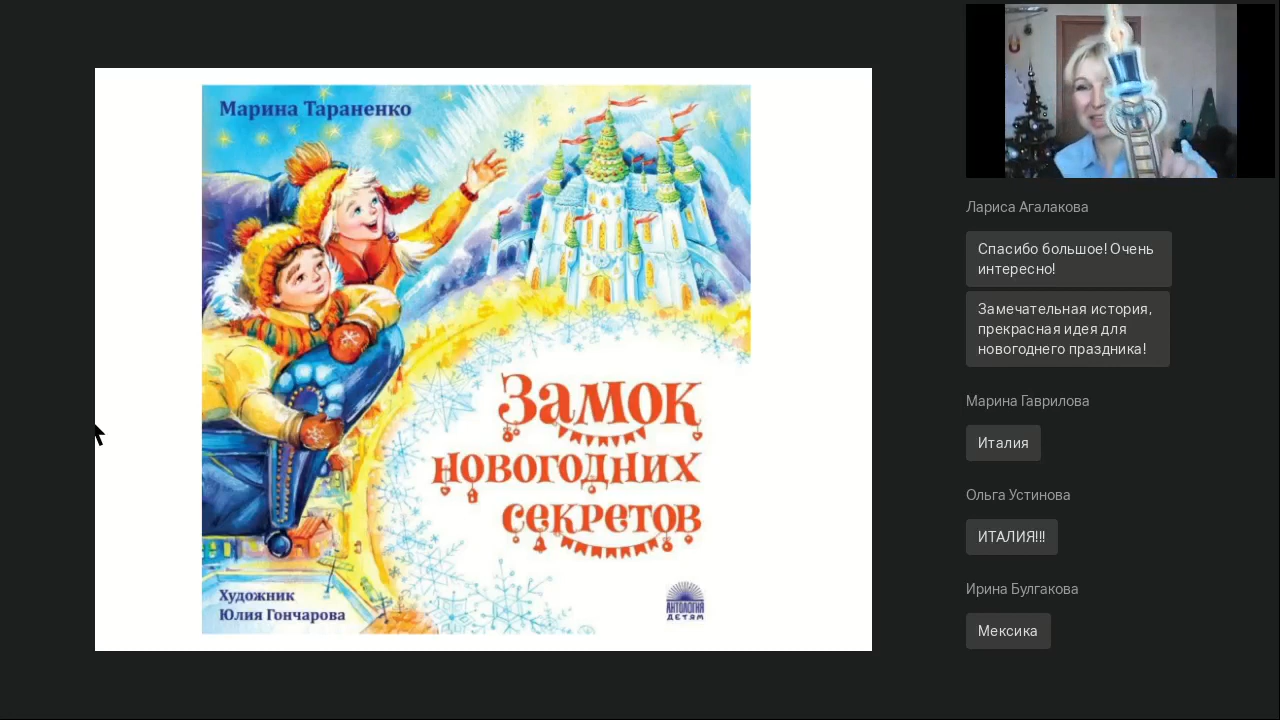 Марина Тараненко
Замок
новогодних
секретов
Художник
Юлия Гончарова
АНТОЛОГИЯ
ДЕТЯМ
Лариса Агалакова
Спасибо большое! Очень
интересно!
Замечательная история,
прекрасная идея для
новогоднего праздника!
Марина Гаврилова
Италия
Ольга Устинова
ИТАЛИЯ!!!
Ирина Булгакова
Мексика